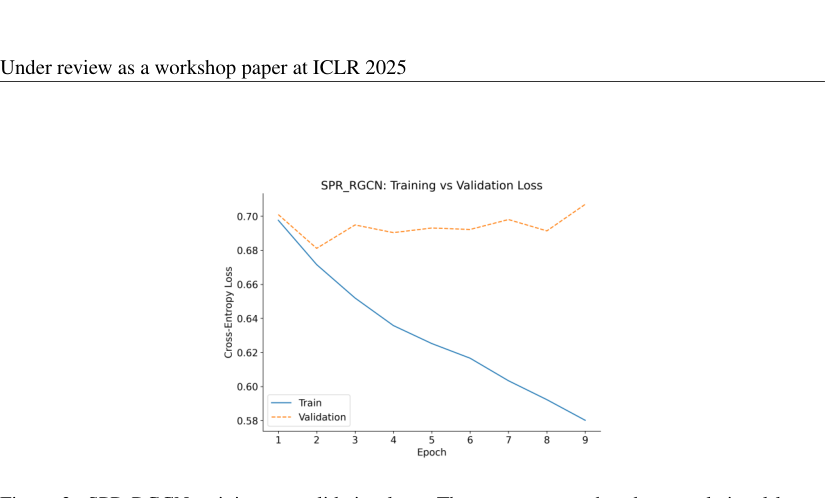 Under review as a workshop paper at ICLR 2025
SPR_RGCN: Training vs Validation Loss
Cross-Entropy Loss
0.70
0.68
0.66
0.64
0.62
0.60
0.58
Train
Validation
1 2 3 4 5 6 7 8 9
Epoch